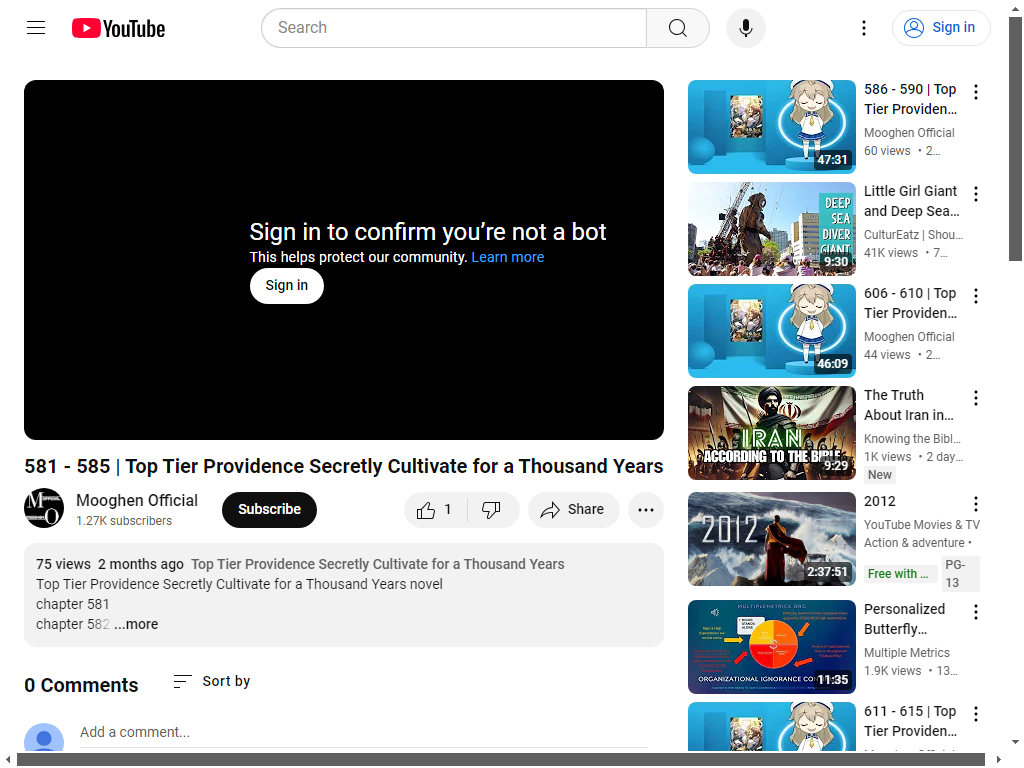 YouTube
Search
Sign in
Sign in to confirm you’re not a bot
This helps protect our community. Learn more
Sign in
581 - 585 | Top Tier Providence Secretly Cultivate for a Thousand Years
Mooghen Official
1.27K subscribers
Subscribe
1
Share
75 views 2 months ago Top Tier Providence Secretly Cultivate for a Thousand Years
Top Tier Providence Secretly Cultivate for a Thousand Years novel
chapter 581
chapter 582 ...more
0 Comments
Sort by
Add a comment...
47:31
586 - 590 | Top
Tier Providen...
Mooghen Official
60 views • 2...
DEEP
SEA
DIVER
GIANT
9:30
Little Girl Giant
and Deep Sea...
CulturEatz | Shou...
41K views • 7...
46:09
606 - 610 | Top
Tier Providen...
Mooghen Official
44 views • 2...
IRAN
ACCORDING TO THE BIBLE
9:29
The Truth
About Iran in...
Knowing the Bibl...
1K views • 2 day...
New
2012
2:37:51
2012
YouTube Movies & TV
Action & adventure •
Free with ...
PG-
13
MULTIPLEMETRICS.ORG
ORGANIZATIONAL IGNORANCE CON
11:35
Personalized
Butterfly...
Multiple Metrics
1.9K views • 13...
611 - 615 | Top
Tier Providen...